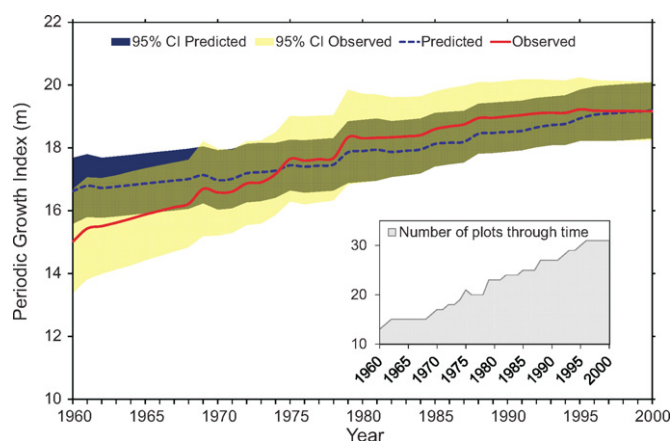 22
20
18
16
14
12
10
Periodic Growth Index (m)
95% CI Predicted 95% CI Observed Predicted Observed
Number of plots through time
30
20
10
1960 1965 1970 1975 1980 1985 1990 1995 2000
1960 1965 1970 1975 1980 1985 1990 1995 2000
Year